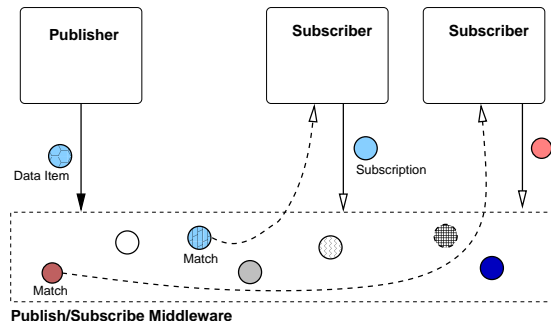 Publisher
Subscriber
Subscriber
Data Item
Subscription
Match
Match
Publish/Subscribe Middleware